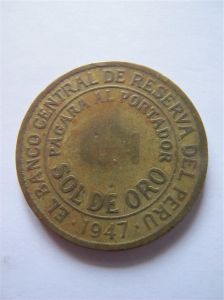 EL BANCO CENTRAL DE RESERVA DEL PERU
PAGARA AL PORTADOR
SOL DE ORO
· 1947 ·